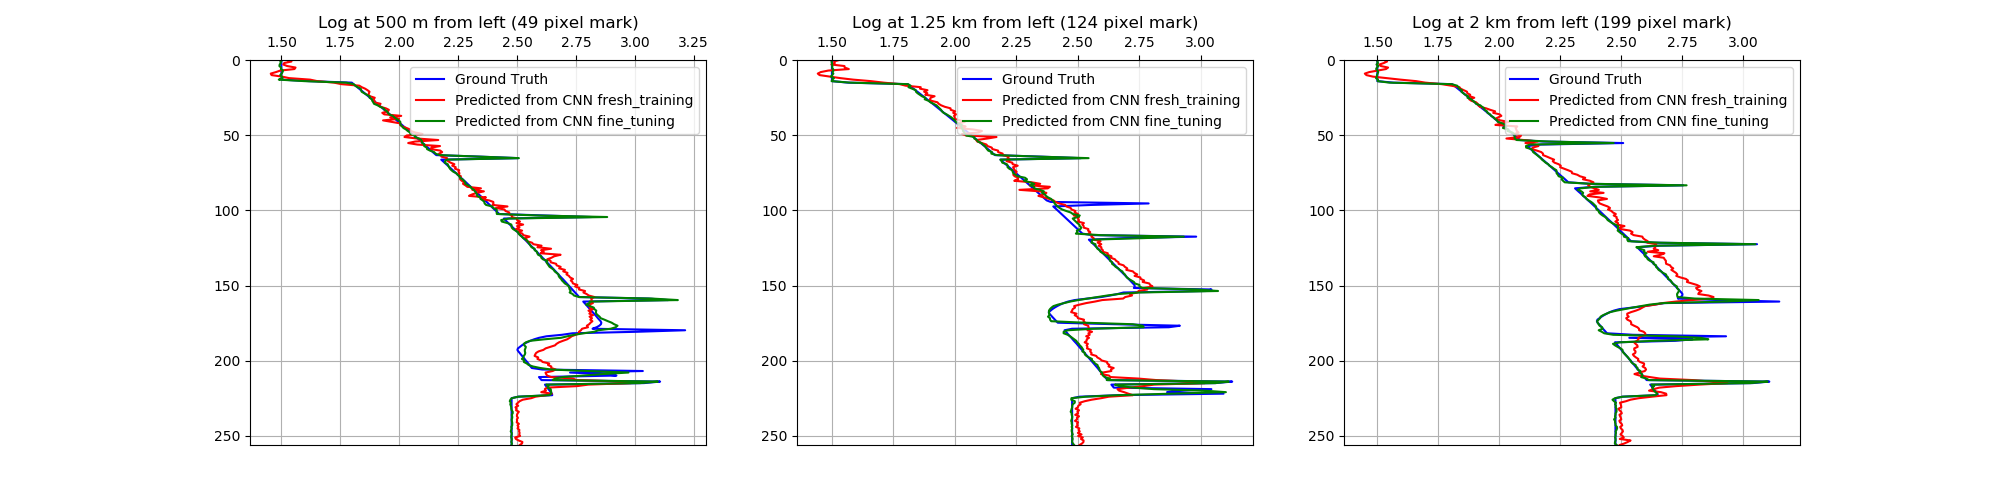 Log at 500 m from left (49 pixel mark)
1.50 1.75 2.00 2.25 2.50 2.75 3.00 3.25
0
50
100
150
200
250
Ground Truth
Predicted from CNN fresh_training
Predicted from CNN fine_tuning
Log at 1.25 km from left (124 pixel mark)
1.50 1.75 2.00 2.25 2.50 2.75 3.00
0
50
100
150
200
250
Ground Truth
Predicted from CNN fresh_training
Predicted from CNN fine_tuning
Log at 2 km from left (199 pixel mark)
1.50 1.75 2.00 2.25 2.50 2.75 3.00
0
50
100
150
200
250
Ground Truth
Predicted from CNN fresh_training
Predicted from CNN fine_tuning